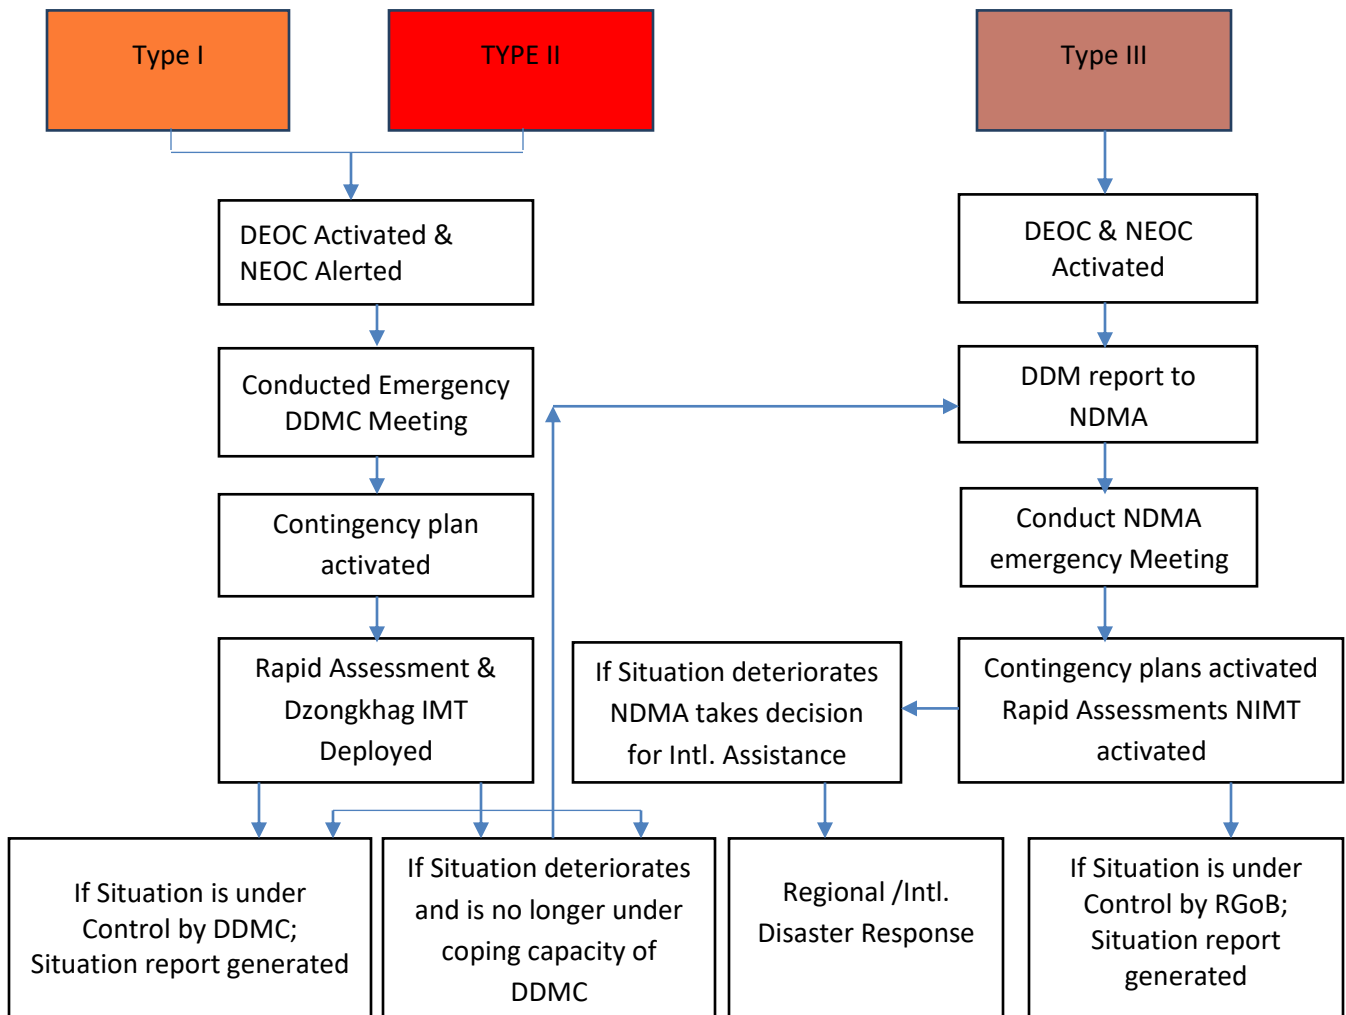 Type I
TYPE II
Type III
DEOC Activated &
NEOC Alerted
DEOC & NEOC
Activated
Conducted Emergency
DDMC Meeting
DDM report to
NDMA
Contingency plan
activated
Conduct NDMA
emergency Meeting
Rapid Assessment &
Dzongkhag IMT
Deployed
If Situation deteriorates
NDMA takes decision
for Intl. Assistance
Contingency plans activated
Rapid Assessments NIMT
activated
If Situation is under
Control by DDMC;
Situation report generated
If Situation deteriorates
and is no longer under
coping capacity of
DDMC
Regional /Intl.
Disaster Response
If Situation is under
Control by RGoB;
Situation report
generated